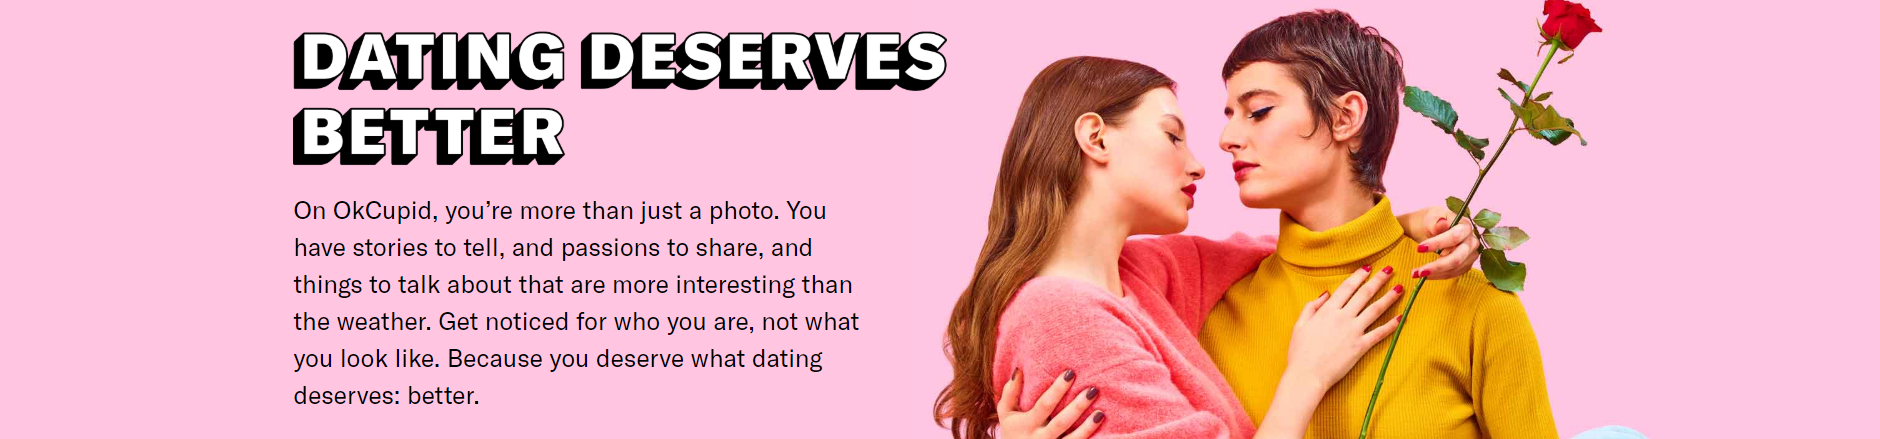 DATING DESERVES
BETTER
On OkCupid, you’re more than just a photo. You
have stories to tell, and passions to share, and
things to talk about that are more interesting than
the weather. Get noticed for who you are, not what
you look like. Because you deserve what dating
deserves: better.